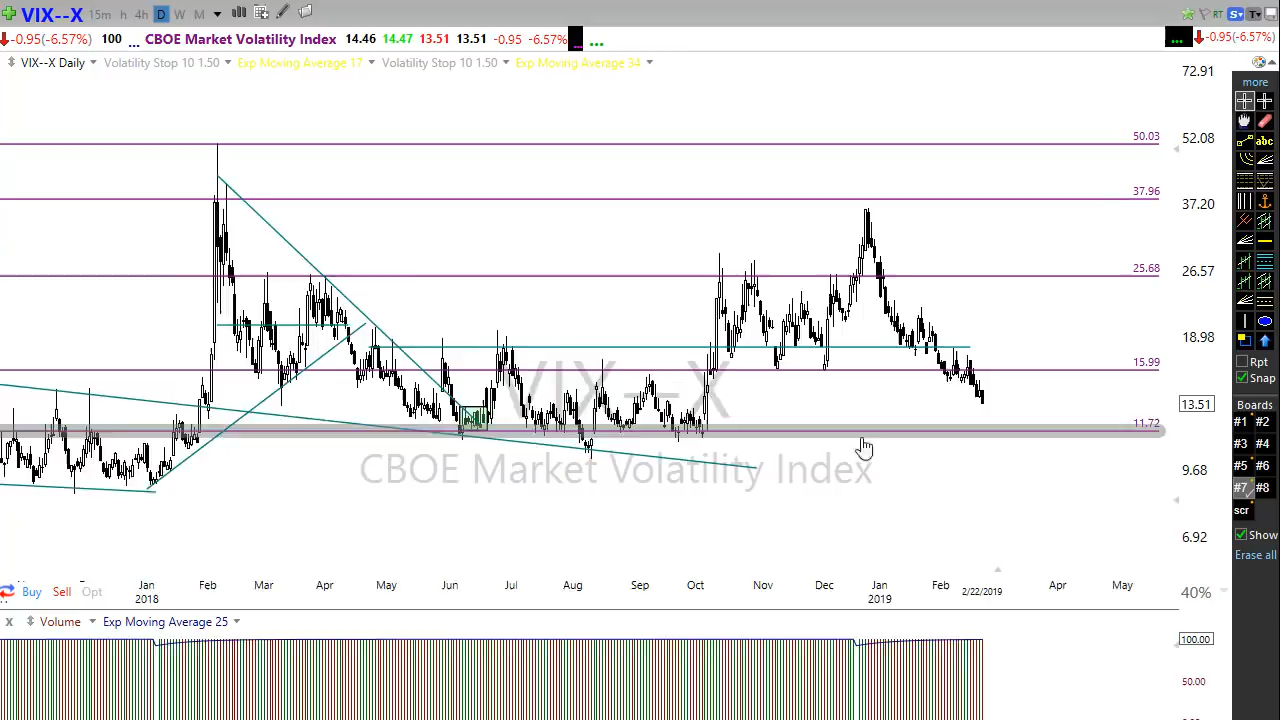 VIX--X 15m h 4h D W M RT S T -0.95(-6.57%)
-0.95(-6.57%) 100 ... CBOE Market Volatility Index 14.46 14.47 13.51 13.51 -0.95 -6.57% ... ...
VIX--X Daily Volatility Stop 10 1.50 Exp Moving Average 17 Volatility Stop 10 1.50 Exp Moving Average 34
72.91
more
50.03
52.08
abc
37.96
37.20
25.68
26.57
18.98
15.99
Rpt
Snap
VIX--X
13.51
Boards
11.72
#1 #2
#3 #4
CBOE Market Volatility Index
9.68
#5 #6
#7 #8
scr
6.92
Show
Erase all
Jan Feb Mar Apr May Jun Jul Aug Sep Oct Nov Dec Jan Feb Apr May
2018 2019 2/22/2019
Buy Sell Opt
40%
x Volume Exp Moving Average 25
100.00
50.00